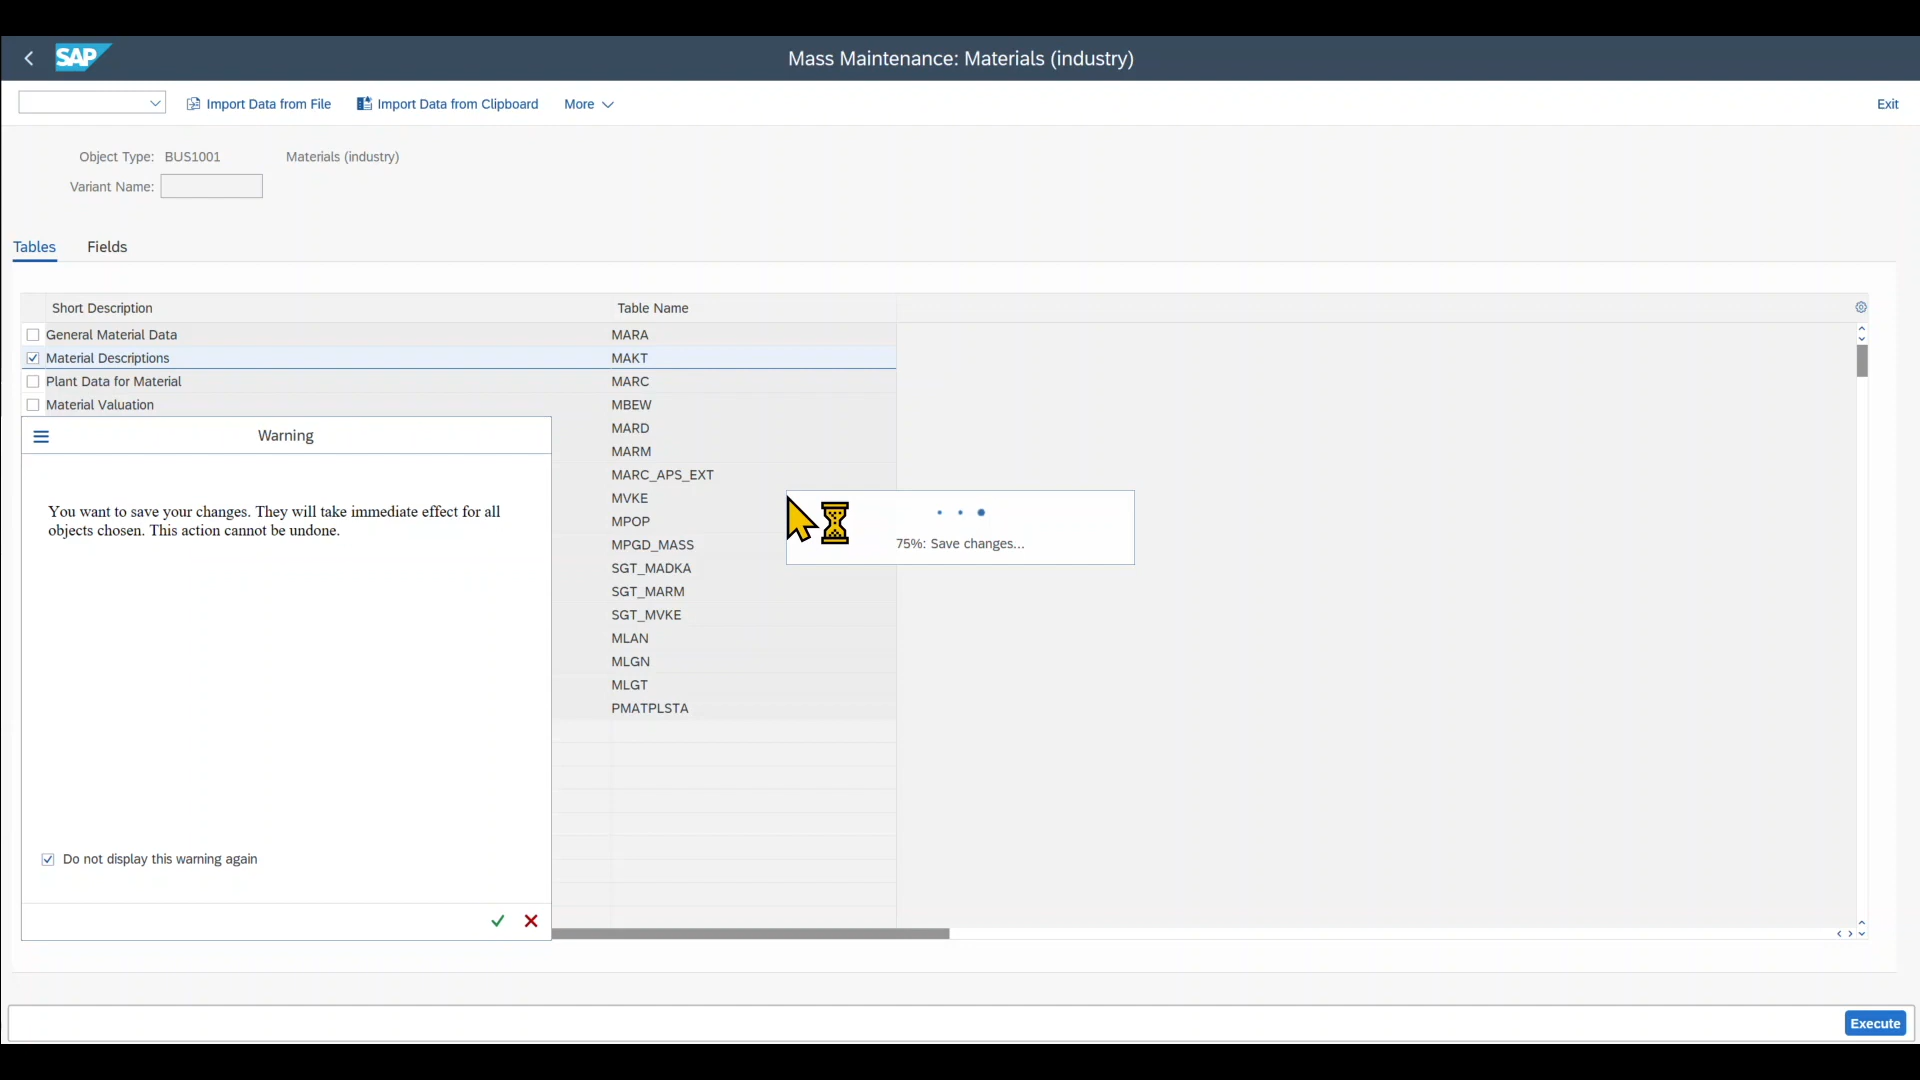 SAP
Mass Maintenance: Materials (industry)
Import Data from File
Import Data from Clipboard
More
Exit
Object Type: BUS1001 Materials (industry)
Variant Name:
Tables
Fields
Short Description Table Name
General Material Data MARA
Material Descriptions MAKT
Plant Data for Material MARC
Material Valuation MBEW
MARD
MARM
MARC_APS_EXT
MVKE
MPOP
MPGD_MASS
SGT_MADKA
SGT_MARM
SGT_MVKE
MLAN
MLGN
MLGT
PMATPLSTA
Warning
You want to save your changes. They will take immediate effect for all
objects chosen. This action cannot be undone.
Do not display this warning again
75%: Save changes...
Execute